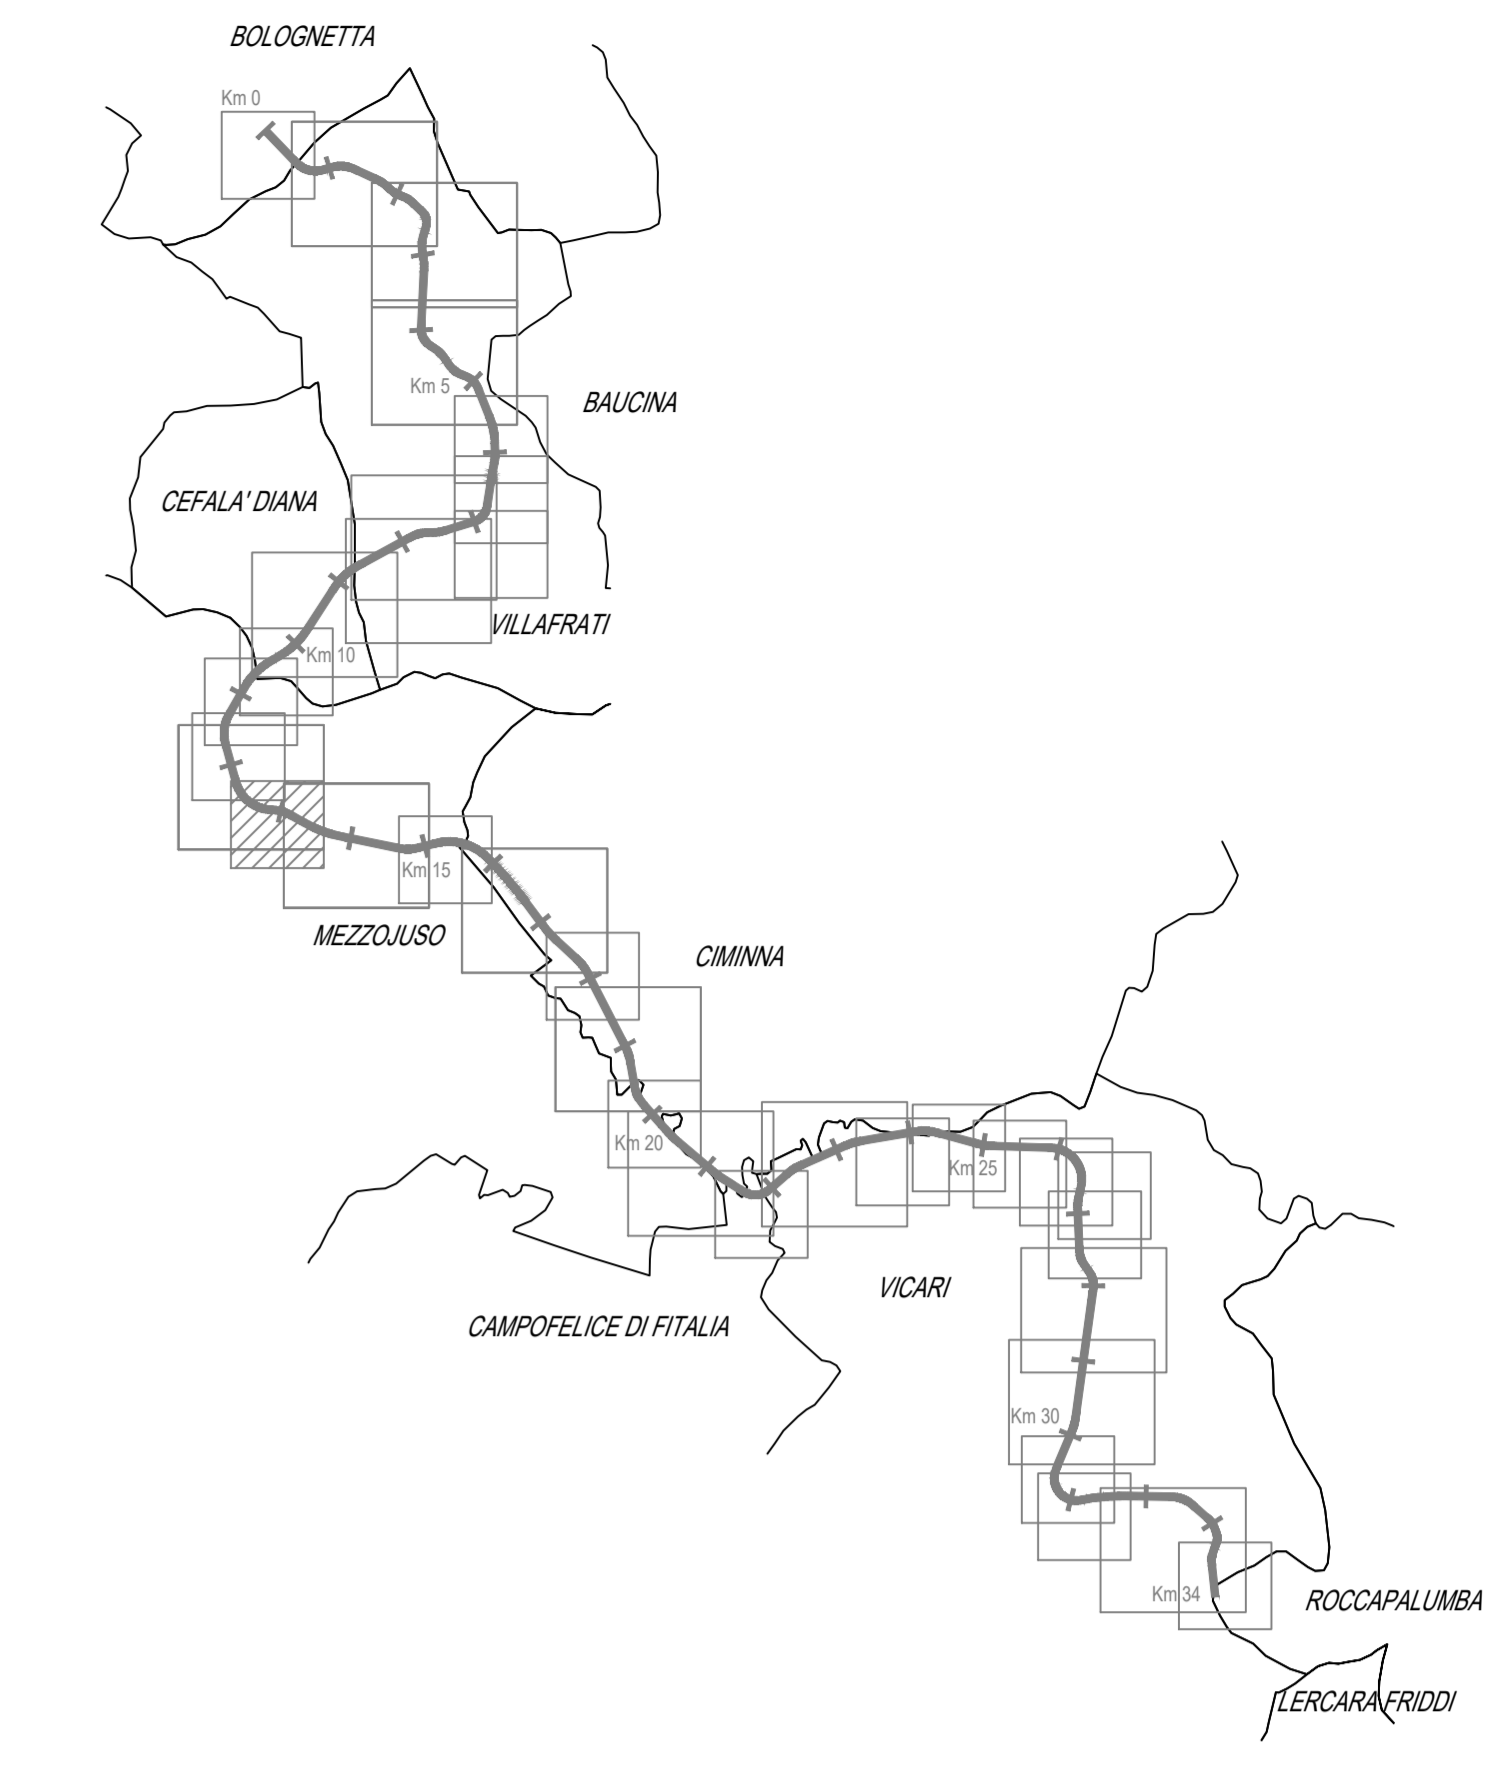 BOLOGNETTA
Km 0
Km 5
BAUCINA
CEFALA' DIANA
VILLAFRATI
Km 10
Km 15
MEZZOJUSO
CIMINNA
Km 20
Km 25
VICARI
CAMPOFELICE DI FITALIA
Km 30
Km 34
ROCCAPALUMBA
LERCARA FRIDDI